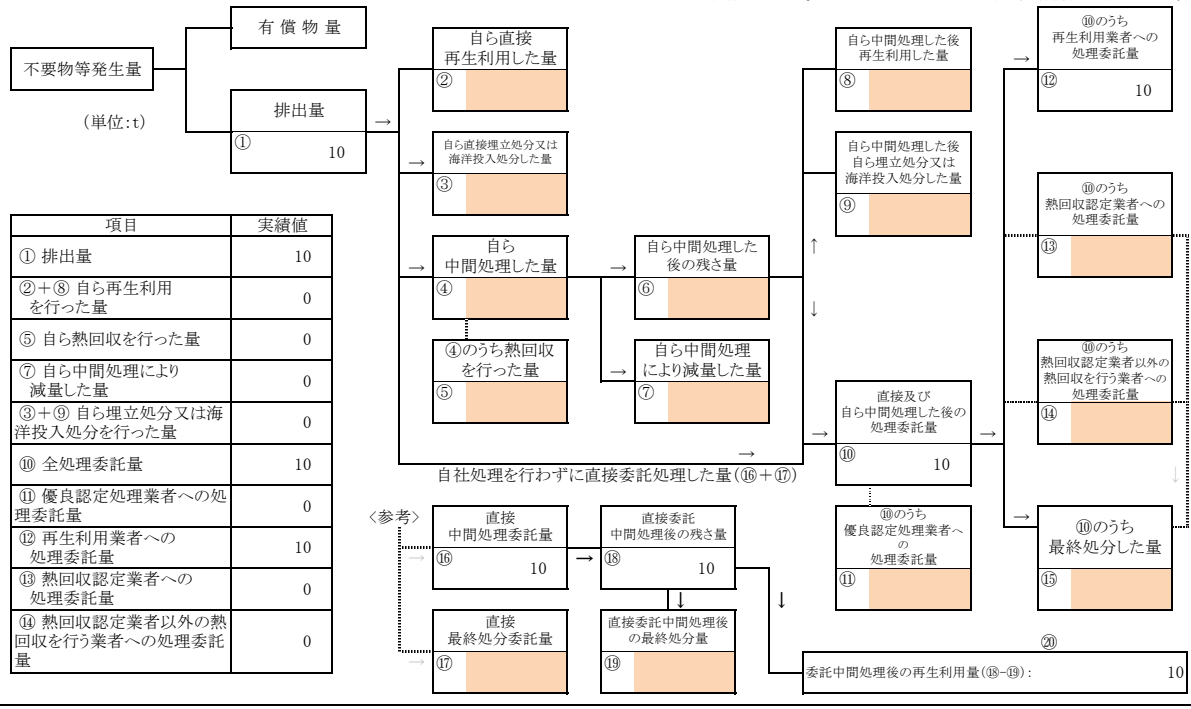 不要物等発生量
(単位:t)
有 償 物 量
排出量
①
10
→
自ら直接
再生利用した量
②
→
自ら直接埋立処分又は
海洋投入処分した量
③
→
自ら
中間処理した量
④
④のうち熱回収
を行った量
⑤
→
自ら中間処理した
後の残さ量
⑥
→
自ら中間処理
により減量した量
⑦
自ら中間処理した後
再生利用した量
⑧
自ら中間処理した後
自ら埋立処分又は
海洋投入処分した量
⑨
↑
↓
→
自社処理を行わずに直接委託処理した量(⑯+⑰)
→
直接及び
自ら中間処理した後の
処理委託量
⑩
10
→
⑩のうち
優良認定処理業者へ
の
処理委託量
⑪
→
⑩のうち
再生利用業者への
処理委託量
⑫
10
⑩のうち
熱回収認定業者への
処理委託量
⑬
⑩のうち
熱回収認定業者以外の
熱回収を行う業者への
処理委託量
⑭
↓
→
⑩のうち
最終処分した量
⑮
項目 実績値
① 排出量 10
②+⑧ 自ら再生利用
を行った量 0
⑤ 自ら熱回収を行った量 0
⑦ 自ら中間処理により
減量した量 0
③+⑨ 自ら埋立処分又は海
洋投入処分を行った量 0
⑩ 全処理委託量 10
⑪ 優良認定処理業者への処
理委託量 0
⑫ 再生利用業者への
処理委託量 10
⑬ 熱回収認定業者への
処理委託量 0
⑭ 熱回収認定業者以外の熱
回収を行う業者への処理委託
量 0
〈参考〉
→
直接
中間処理委託量
⑯
10
→
直接委託
中間処理後の残さ量
⑱
10
→
直接
最終処分委託量
⑰
↓
直接委託中間処理後
の最終処分量
⑲
↓
⑳
委託中間処理後の再生利用量(⑱-⑲): 10